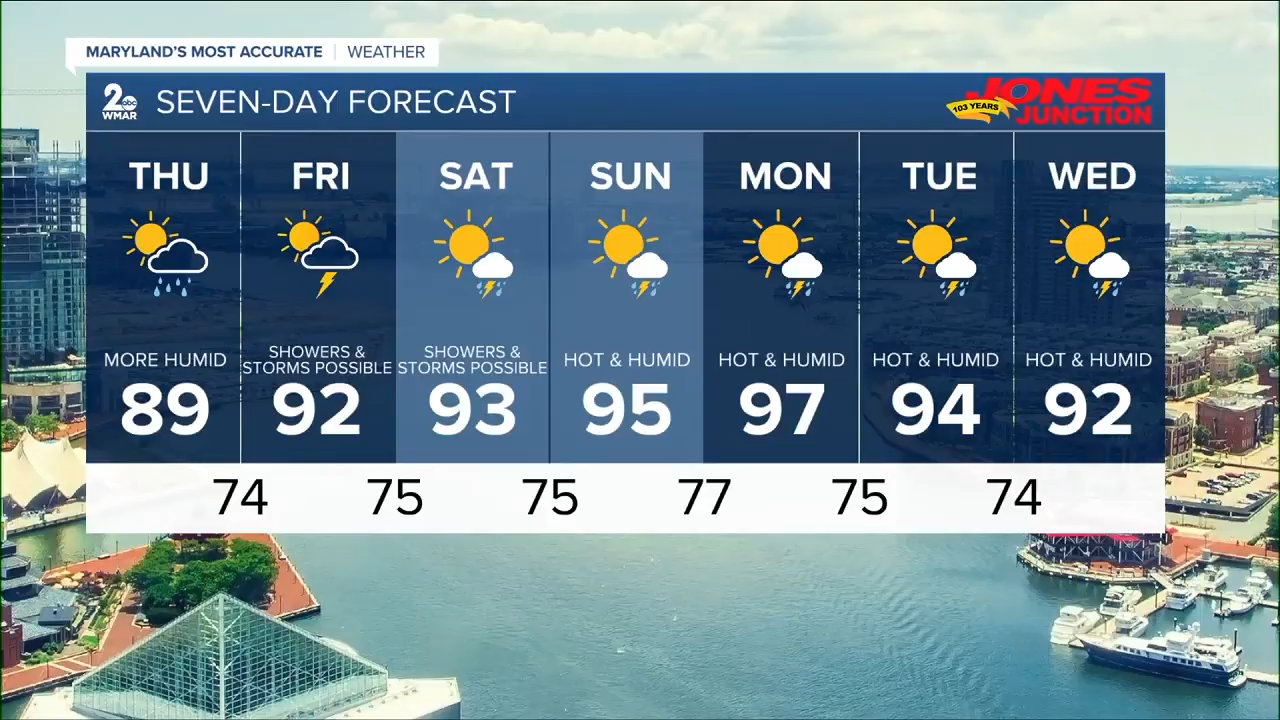 MARYLAND'S MOST ACCURATE | WEATHER
2 abc
WMAR
SEVEN-DAY FORECAST
103 YEARS
JONES
JUNCTION
THU FRI SAT SUN MON TUE WED
MORE HUMID
SHOWERS &
STORMS POSSIBLE
SHOWERS &
STORMS POSSIBLE
HOT & HUMID
HOT & HUMID
HOT & HUMID
HOT & HUMID
89 92 93 95 97 94 92
74 75 75 77 75 74